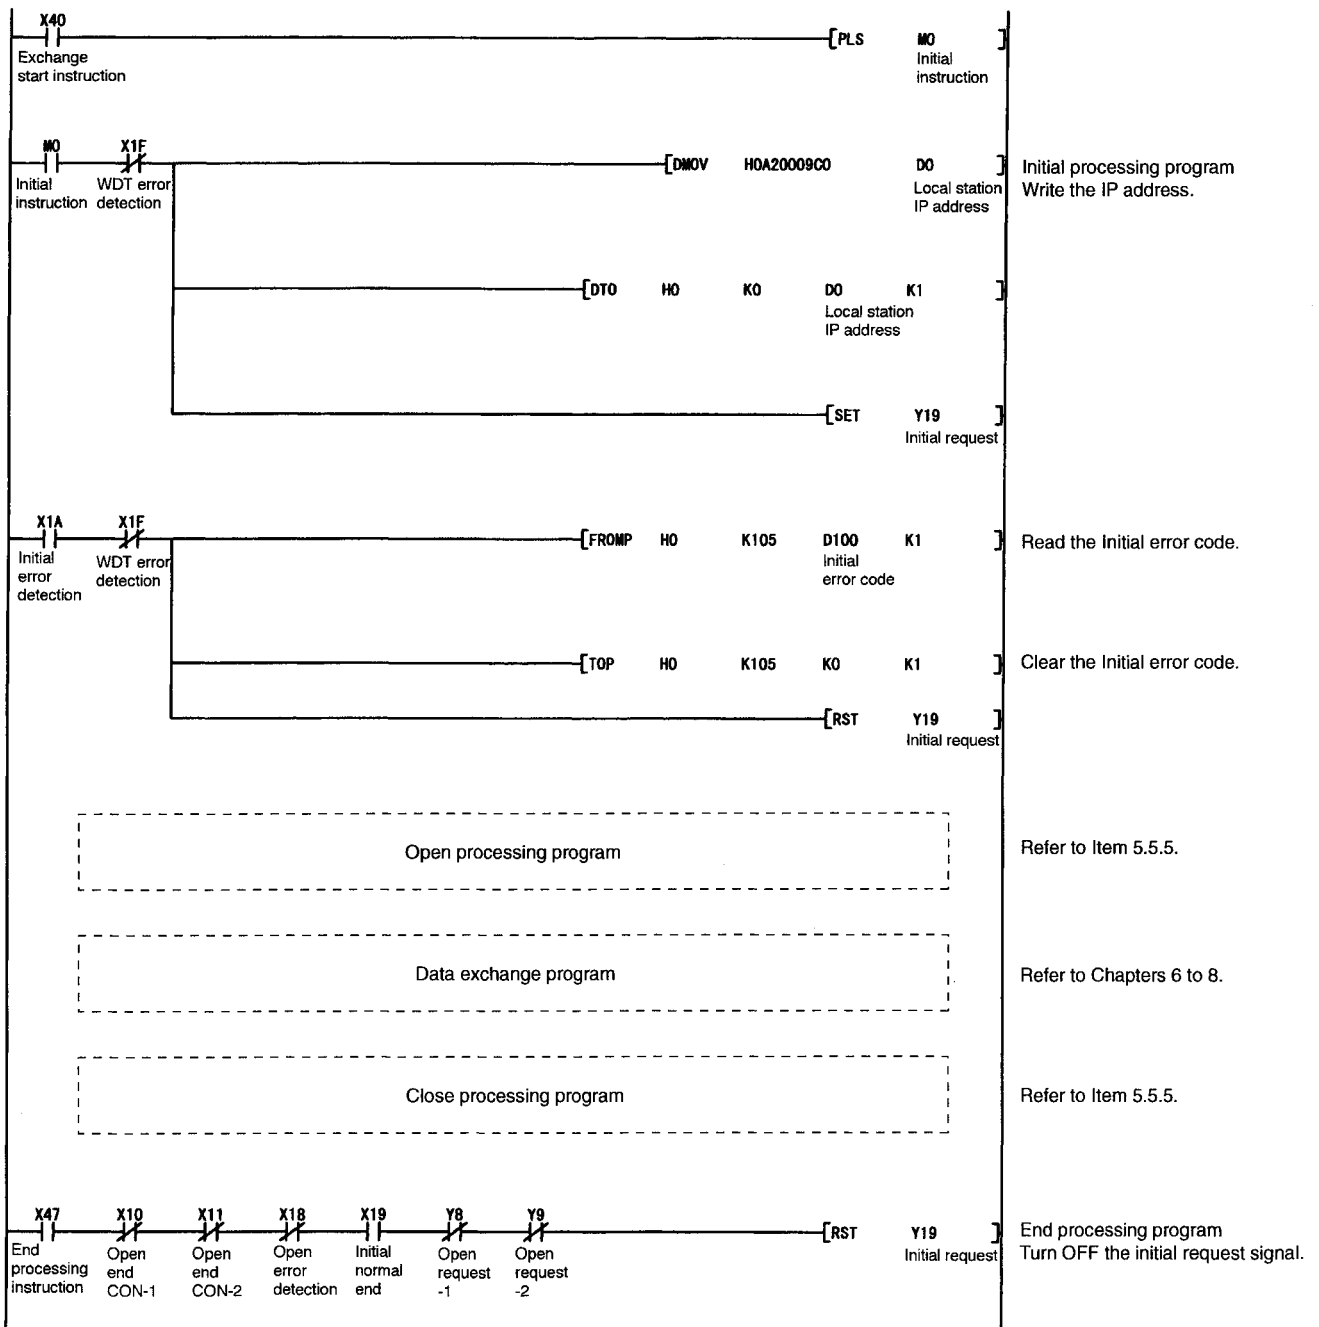 X40
[PLS M0 ]
Exchange
start instruction
Initial
instruction
M0 X1F
[DMOV H0A20009C0 D0 ]
Initial
instruction
WDT error
detection
Local station
IP address
Initial processing program
Write the IP address.
[DTO H0 K0 D0 K1 ]
Local station
IP address
[SET Y19 ]
Initial request
X1A X1F
[FROMP H0 K105 D100 K1 ]
Initial
error
detection
WDT error
detection
Initial
error code
Read the Initial error code.
[TOP H0 K105 K0 K1 ]
Clear the Initial error code.
[RST Y19 ]
Initial request
Open processing program
Refer to Item 5.5.5.
Data exchange program
Refer to Chapters 6 to 8.
Close processing program
Refer to Item 5.5.5.
X47 X10 X11 X18 X19 Y8 Y9
[RST Y19 ]
End
processing
instruction
Open
end
CON-1
Open
end
CON-2
Open
error
detection
Initial
normal
end
Open
request
-1
Open
request
-2
Initial request
End processing program
Turn OFF the initial request signal.